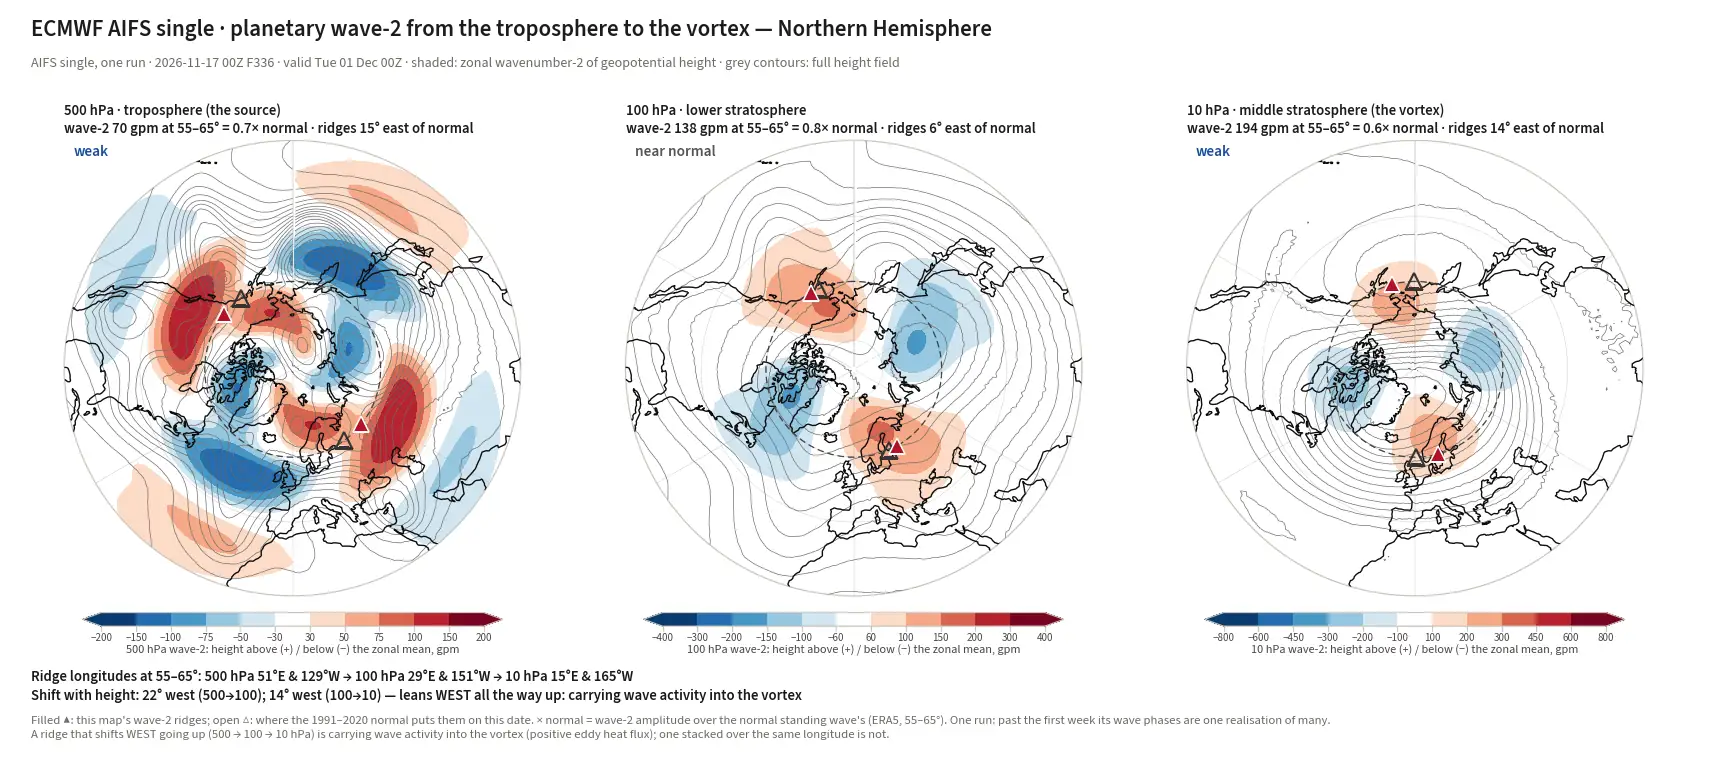 ECMWF AIFS single · planetary wave-2 from the troposphere to the vortex — Northern Hemisphere
AIFS single, one run · 2026-11-17 00Z F336 · valid Tue 01 Dec 00Z · shaded: zonal wavenumber-2 of geopotential height · grey contours: full height field
500 hPa · troposphere (the source)
wave-2 70 gpm at 55–65° = 0.7× normal · ridges 15° east of normal
weak
100 hPa · lower stratosphere
wave-2 138 gpm at 55–65° = 0.8× normal · ridges 6° east of normal
near normal
10 hPa · middle stratosphere (the vortex)
wave-2 194 gpm at 55–65° = 0.6× normal · ridges 14° east of normal
weak
−200 −150 −100 −75 −50 −30 30 50 75 100 150 200
500 hPa wave-2: height above (+) / below (−) the zonal mean, gpm
−400 −300 −200 −150 −100 −60 60 100 150 200 300 400
100 hPa wave-2: height above (+) / below (−) the zonal mean, gpm
−800 −600 −450 −300 −200 −100 100 200 300 450 600 800
10 hPa wave-2: height above (+) / below (−) the zonal mean, gpm
Ridge longitudes at 55–65°: 500 hPa 51°E & 129°W → 100 hPa 29°E & 151°W → 10 hPa 15°E & 165°W
Shift with height: 22° west (500→100); 14° west (100→10) — leans WEST all the way up: carrying wave activity into the vortex
Filled ▲: this map's wave-2 ridges; open △: where the 1991–2020 normal puts them on this date. × normal = wave-2 amplitude over the normal standing wave's (ERA5, 55–65°). One run: past the first week its wave phases are one realisation of many.
A ridge that shifts WEST going up (500 → 100 → 10 hPa) is carrying wave activity into the vortex (positive eddy heat flux); one stacked over the same longitude is not.